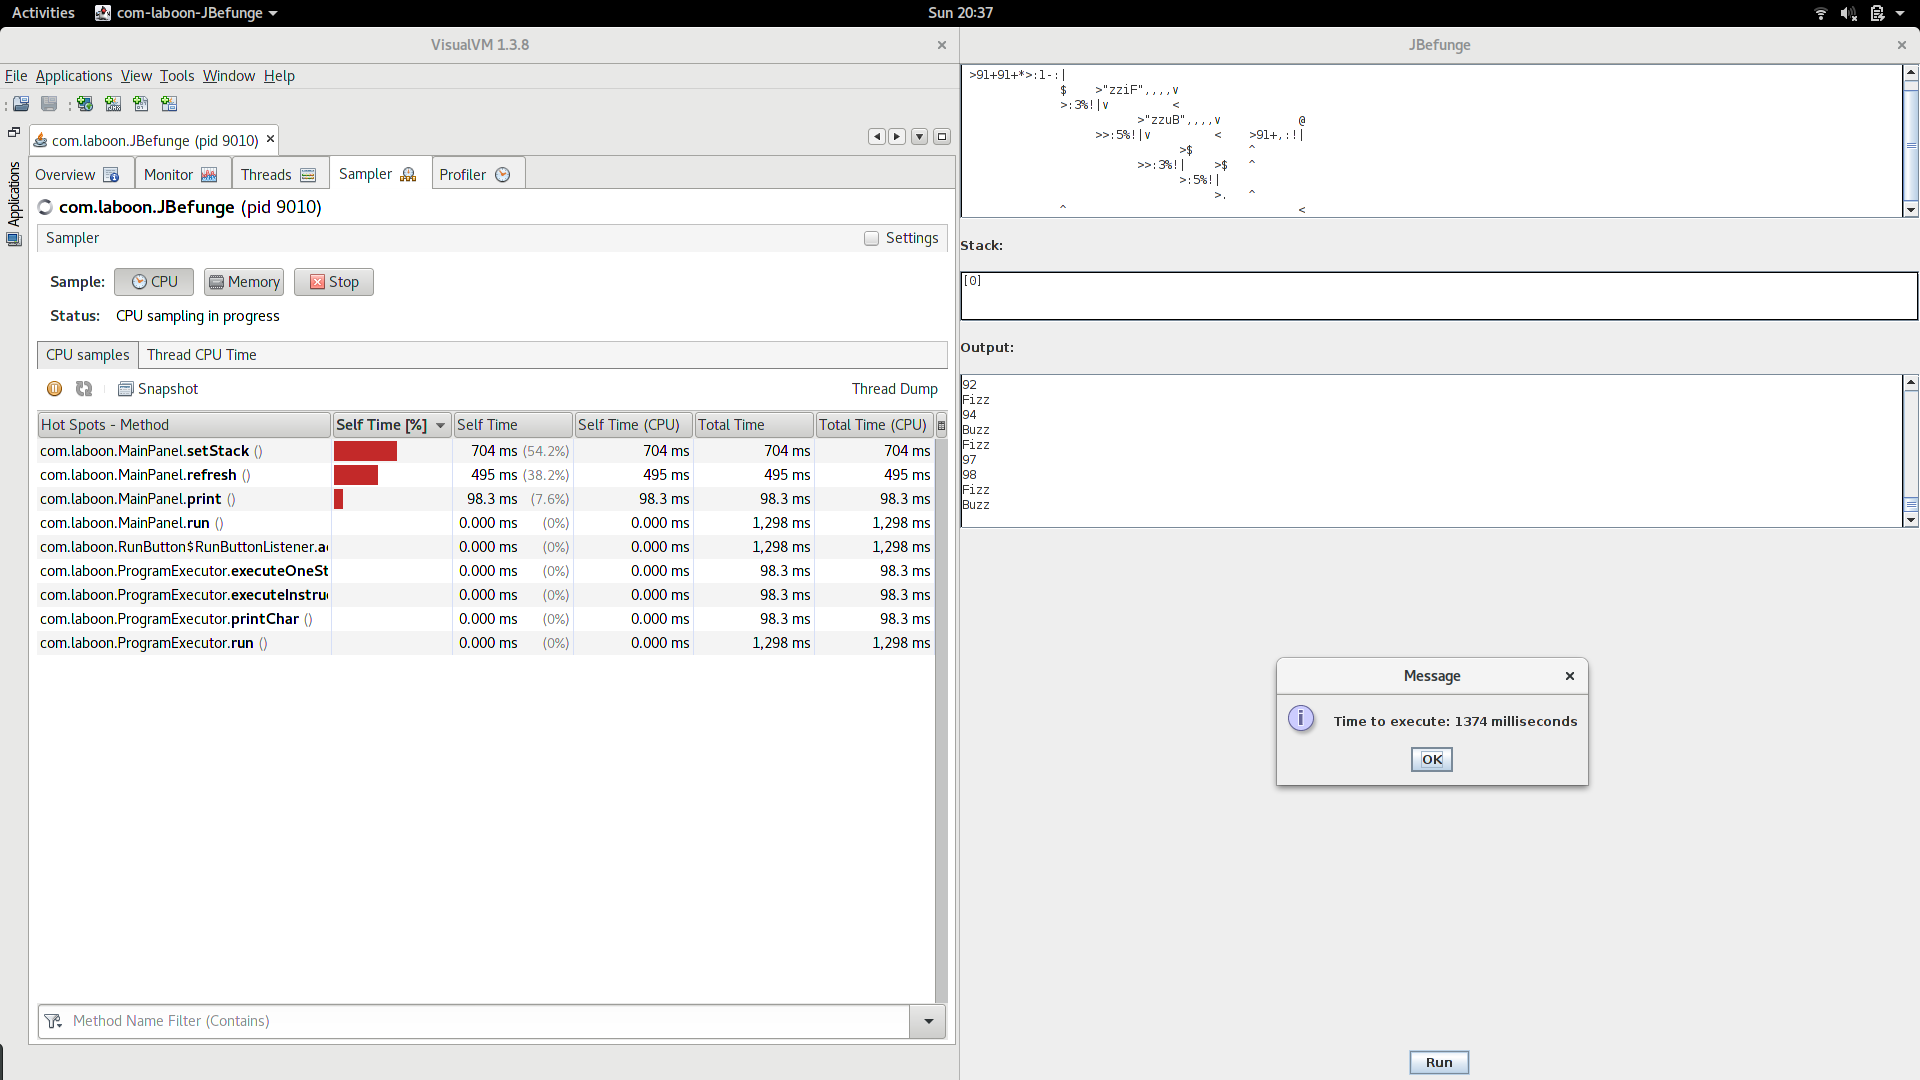 Activities com-laboon-JBefunge Sun 20:37
VisualVM 1.3.8
File Applications View Tools Window Help
Applications
com.laboon.JBefunge (pid 9010)
Overview Monitor Threads Sampler Profiler
com.laboon.JBefunge (pid 9010)
Sampler Settings
Sample: CPU Memory Stop
Status: CPU sampling in progress
CPU samples Thread CPU Time
Snapshot Thread Dump
Hot Spots - Method Self Time [%] Self Time Self Time (CPU) Total Time Total Time (CPU)
com.laboon.MainPanel.setStack () 704 ms (54.2%) 704 ms 704 ms 704 ms
com.laboon.MainPanel.refresh () 495 ms (38.2%) 495 ms 495 ms 495 ms
com.laboon.MainPanel.print () 98.3 ms (7.6%) 98.3 ms 98.3 ms 98.3 ms
com.laboon.MainPanel.run () 0.000 ms (0%) 0.000 ms 1,298 ms 1,298 ms
com.laboon.RunButton$RunButtonListener.a 0.000 ms (0%) 0.000 ms 1,298 ms 1,298 ms
com.laboon.ProgramExecutor.executeOneSt 0.000 ms (0%) 0.000 ms 98.3 ms 98.3 ms
com.laboon.ProgramExecutor.executeInstru 0.000 ms (0%) 0.000 ms 98.3 ms 98.3 ms
com.laboon.ProgramExecutor.printChar () 0.000 ms (0%) 0.000 ms 98.3 ms 98.3 ms
com.laboon.ProgramExecutor.run () 0.000 ms (0%) 0.000 ms 1,298 ms 1,298 ms
Method Name Filter (Contains)
JBefunge
>91+91+*>:1-:|
$    >"zziF",,,,v
>:3%!|v         <
>"zzuB",,,,v           @
>>:5%!|v         <    >91+,:!|
>$        ^
>>:3%!|    >$   ^
>:5%!|
>.   ^
^                                 <
Stack:
[0]
Output:
92
Fizz
94
Buzz
Fizz
97
98
Fizz
Buzz
Message
Time to execute: 1374 milliseconds
OK
Run